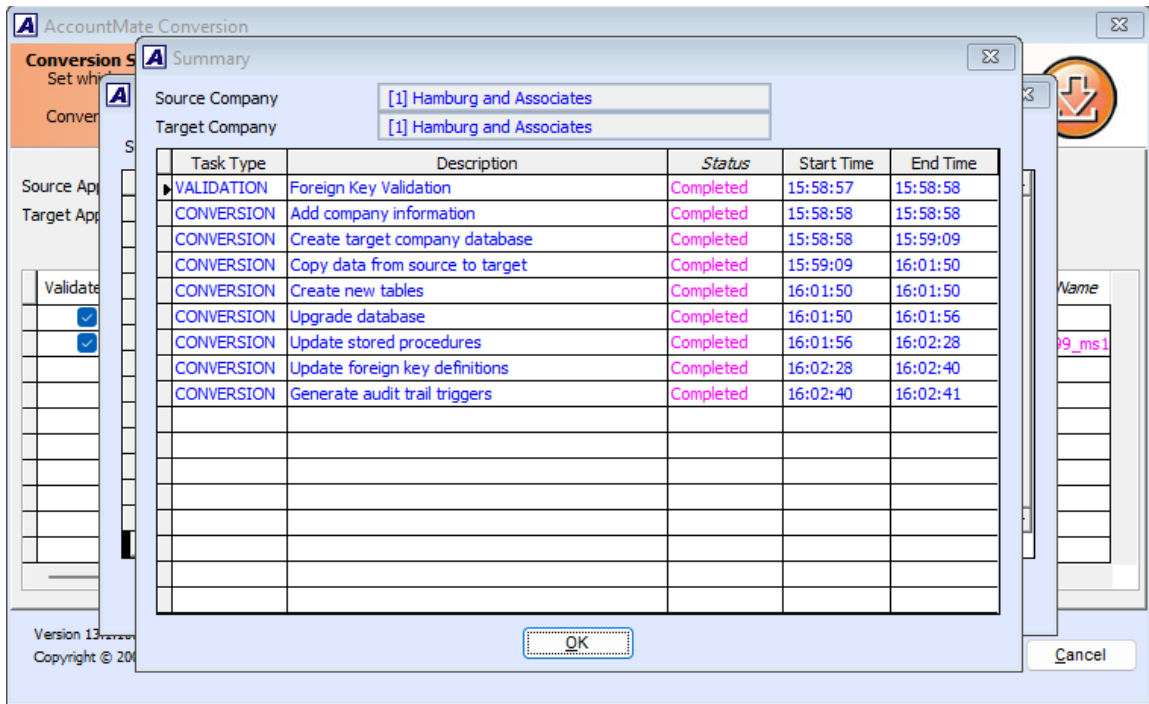 AccountMate Conversion
Conversion S
Set whi
Conver
Summary
Source Company [1] Hamburg and Associates
Target Company [1] Hamburg and Associates
Source App
Target App
Validate
Name
99_ms1
Task Type Description Status Start Time End Time
VALIDATION Foreign Key Validation Completed 15:58:57 15:58:58
CONVERSION Add company information Completed 15:58:58 15:58:58
CONVERSION Create target company database Completed 15:58:58 15:59:09
CONVERSION Copy data from source to target Completed 15:59:09 16:01:50
CONVERSION Create new tables Completed 16:01:50 16:01:50
CONVERSION Upgrade database Completed 16:01:50 16:01:56
CONVERSION Update stored procedures Completed 16:01:56 16:02:28
CONVERSION Update foreign key definitions Completed 16:02:28 16:02:40
CONVERSION Generate audit trail triggers Completed 16:02:40 16:02:41
OK
Version 13
Copyright © 200
Cancel